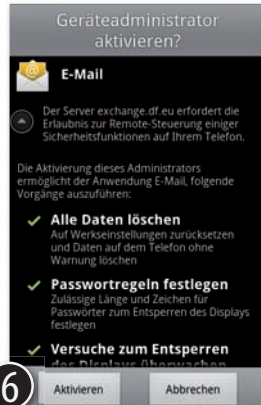 Geräteadministrator
aktivieren?
E-Mail
Der Server exchange.df.eu erfordert die
Erlaubnis zur Remote-Steuerung einiger
Sicherheitsfunktionen auf Ihrem Telefon.
Die Aktivierung dieses Administrators
ermöglicht der Anwendung E-Mail, folgende
Vorgänge auszuführen:
Alle Daten löschen
Auf Werkseinstellungen zurücksetzen
und Daten auf dem Telefon ohne
Warnung löschen
Passwortregeln festlegen
Zulässige Länge und Zeichen für
Passwörter zum Entsperren des Displays
festlegen
Versuche zum Entsperren
des Displays überwachen
6
Aktivieren
Abbrechen